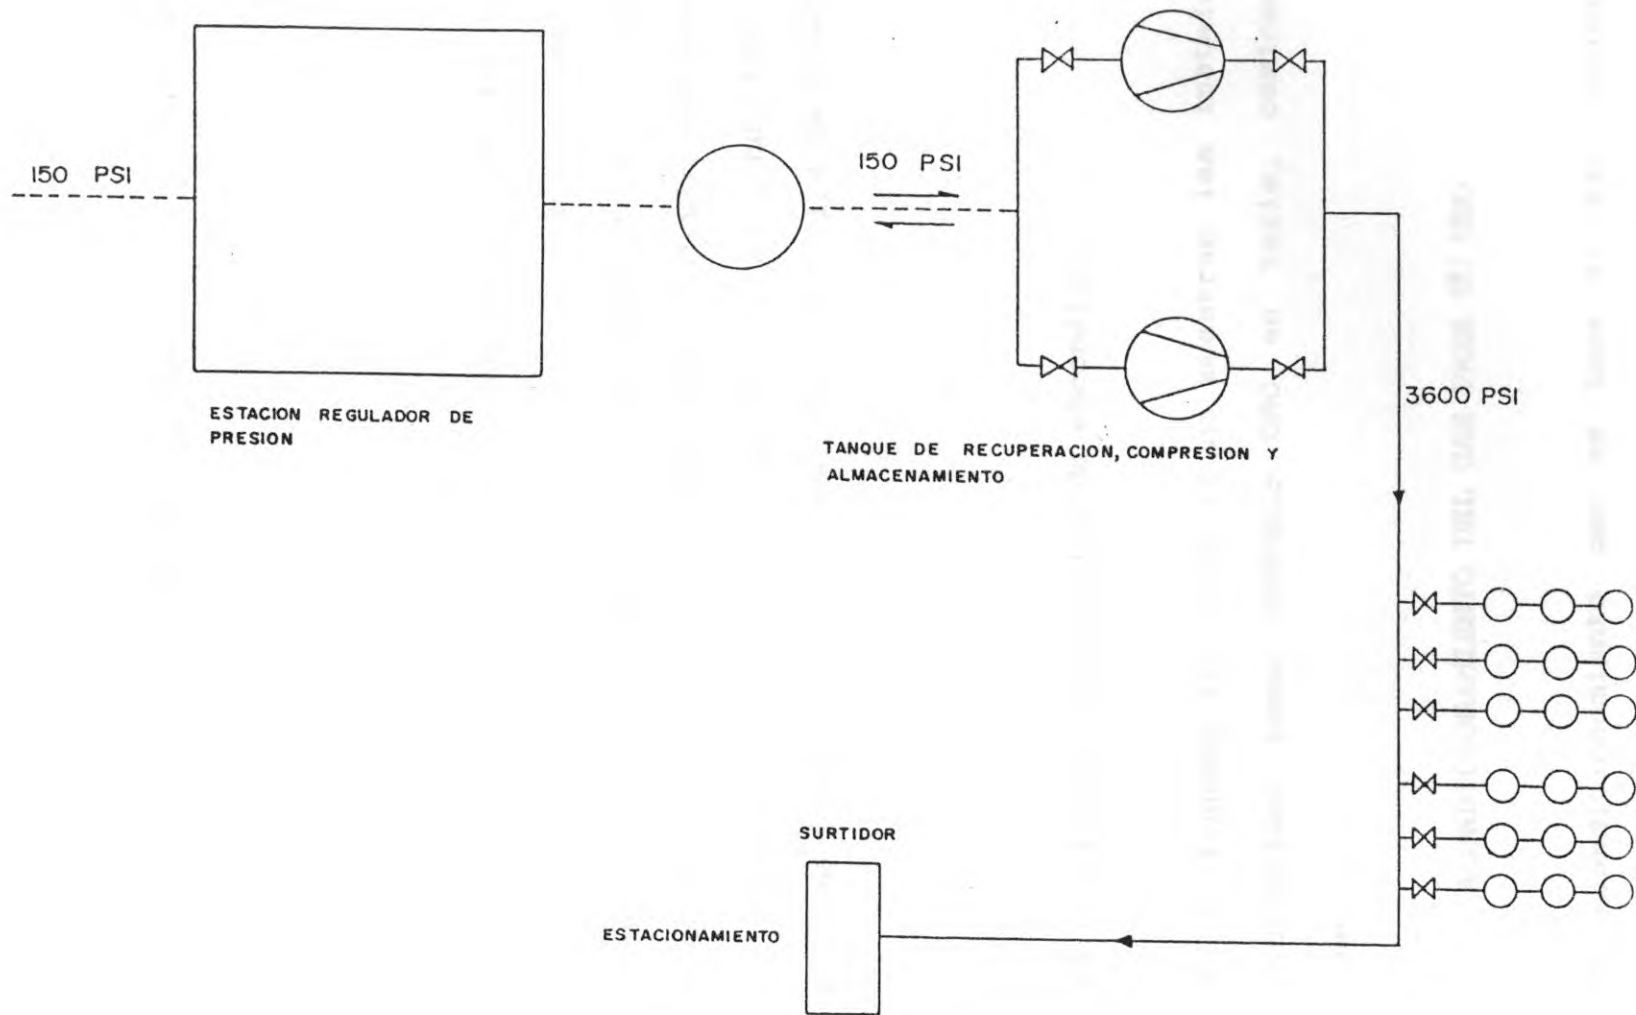 150 PSI
150 PSI
ESTACION REGULADOR DE
PRESION
3600 PSI
TANQUE DE RECUPERACION, COMPRESION Y
ALMACENAMIENTO
SURTIDOR
ESTACIONAMIENTO